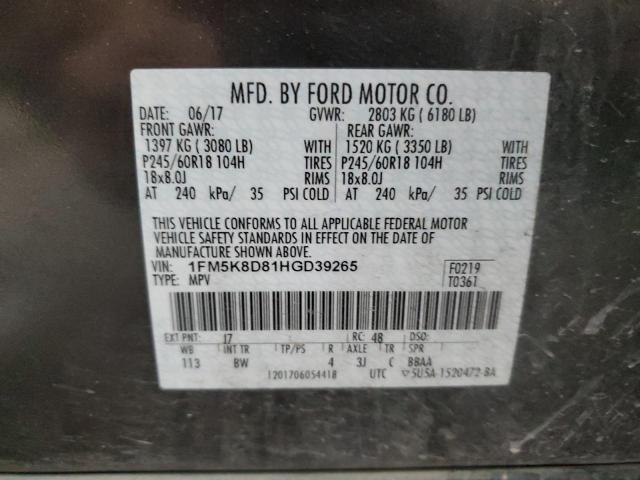 MFD. BY FORD MOTOR CO.
DATE: 06/17 GVWR: 2803 KG ( 6180 LB)
FRONT GAWR: REAR GAWR:
1397 KG ( 3080 LB) WITH 1520 KG ( 3350 LB) WITH
P245/60R18 104H TIRES P245/60R18 104H TIRES
18x8.0J RIMS 18x8.0J RIMS
AT 240 kPa/ 35 PSI COLD AT 240 kPa/ 35 PSI COLD
THIS VEHICLE CONFORMS TO ALL APPLICABLE FEDERAL MOTOR
VEHICLE SAFETY STANDARDS IN EFFECT ON THE DATE OF
MANUFACTURE SHOWN ABOVE.
VIN: 1FM5K8D81HGD39265 F0219
TYPE: MPV T0361
EXT PNT: J7 RC: 48 DSO:
WB INT TR TP/PS R AXLE TR SPR
113 BW 4 3J C BBAA
1201706054418 UTC ▽5U5A-1520472-BA